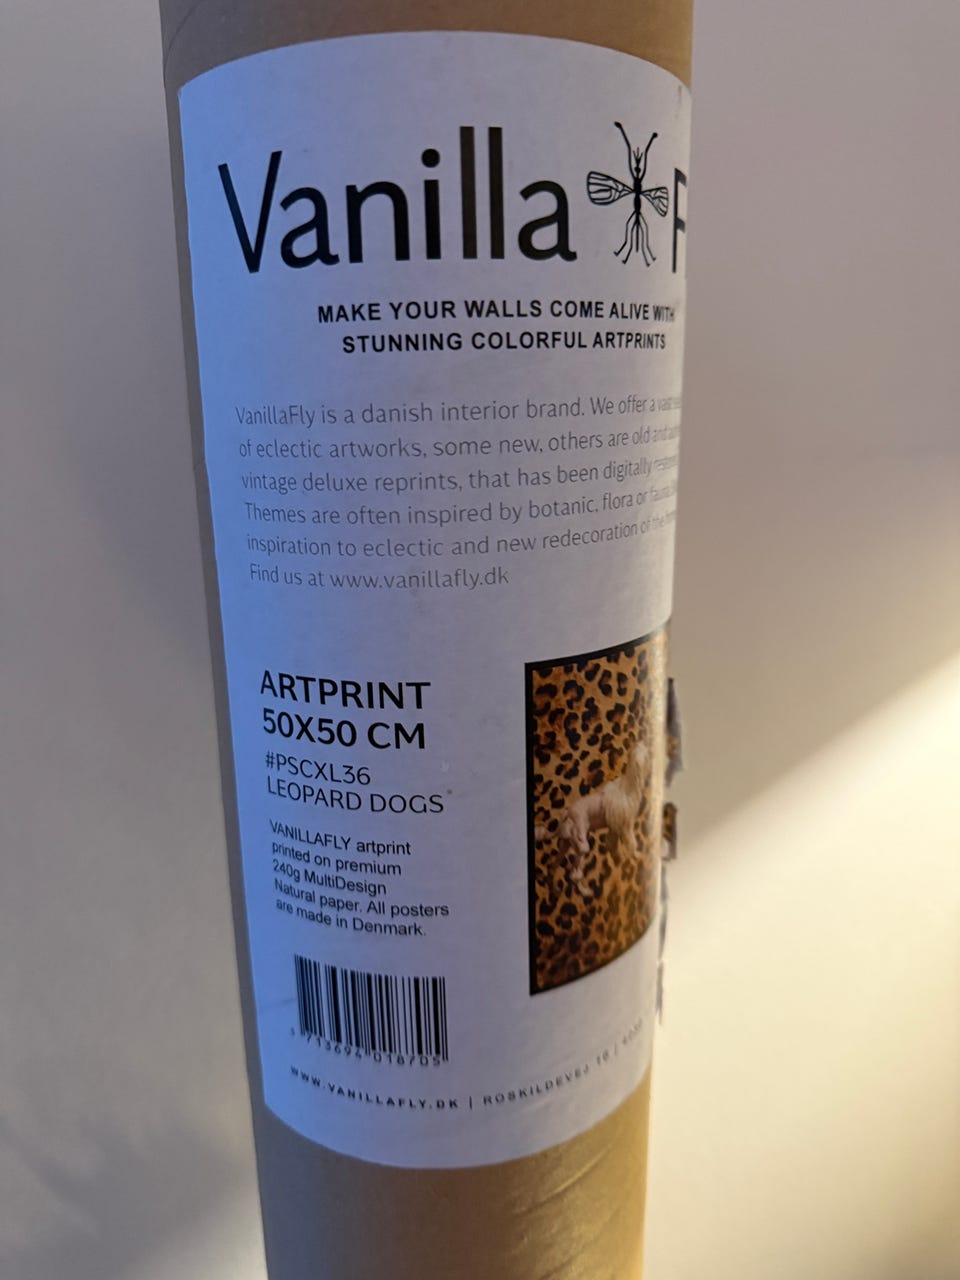 Vanilla F
MAKE YOUR WALLS COME ALIVE WITH
STUNNING COLORFUL ARTPRINTS
VanillaFly is a danish interior brand. We offer a vast
of eclectic artworks, some new, others are old and
vintage deluxe reprints, that has been digitally
Themes are often inspired by botanic, flora or fauna.
inspiration to eclectic and new redecoration of the
Find us at www.vanillafly.dk
ARTPRINT
50X50 CM
#PSCXL36
LEOPARD DOGS
VANILLAFLY artprint
printed on premium
240g MultiDesign
Natural paper. All posters
are made in Denmark.
5 713694 018705
WWW.VANILLAFLY.DK | ROSKILDEVEJ 16 |